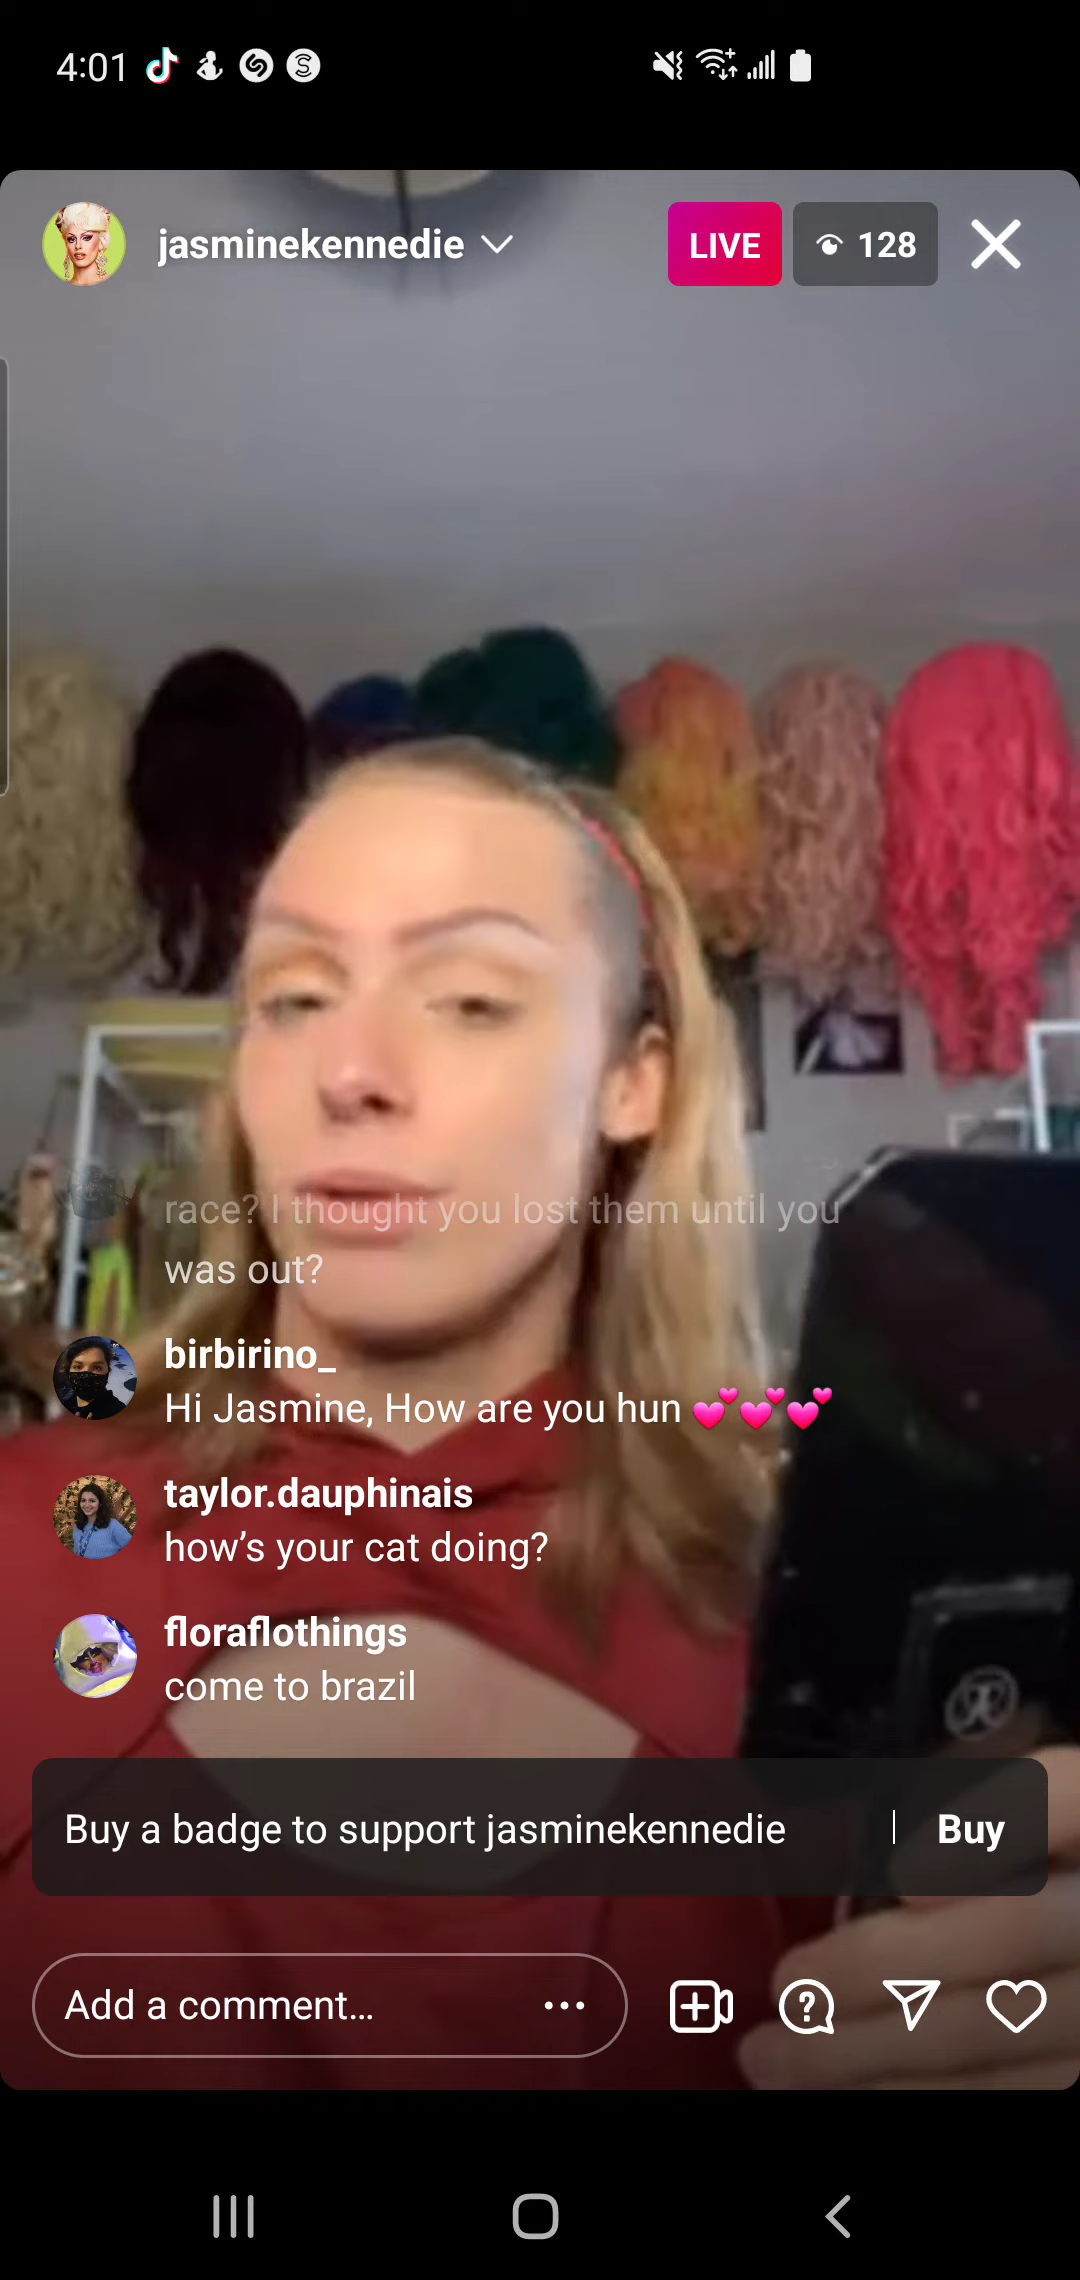 4:01
jasminekennedie
LIVE
128
race? I thought you lost them until you
was out?
birbirino_
Hi Jasmine, How are you hun 💕💕💕
taylor.dauphinais
how’s your cat doing?
floraflothings
come to brazil
Buy a badge to support jasminekennedie | Buy
Add a comment...